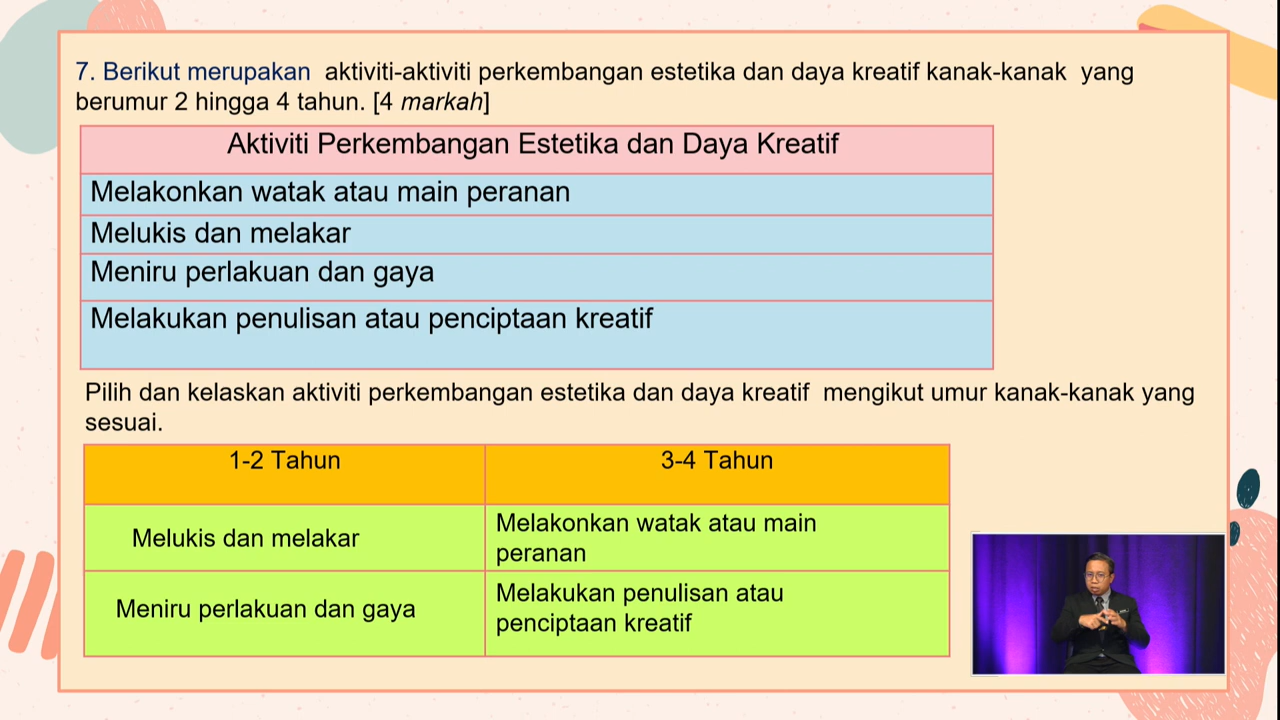 7. Berikut merupakan aktiviti-aktiviti perkembangan estetika dan daya kreatif kanak-kanak yang
berumur 2 hingga 4 tahun. [4 markah]
Aktiviti Perkembangan Estetika dan Daya Kreatif
Melakonkan watak atau main peranan
Melukis dan melakar
Meniru perlakuan dan gaya
Melakukan penulisan atau penciptaan kreatif
Pilih dan kelaskan aktiviti perkembangan estetika dan daya kreatif mengikut umur kanak-kanak yang
sesuai.
1-2 Tahun
3-4 Tahun
Melukis dan melakar
Melakonkan watak atau main
peranan
Meniru perlakuan dan gaya
Melakukan penulisan atau
penciptaan kreatif